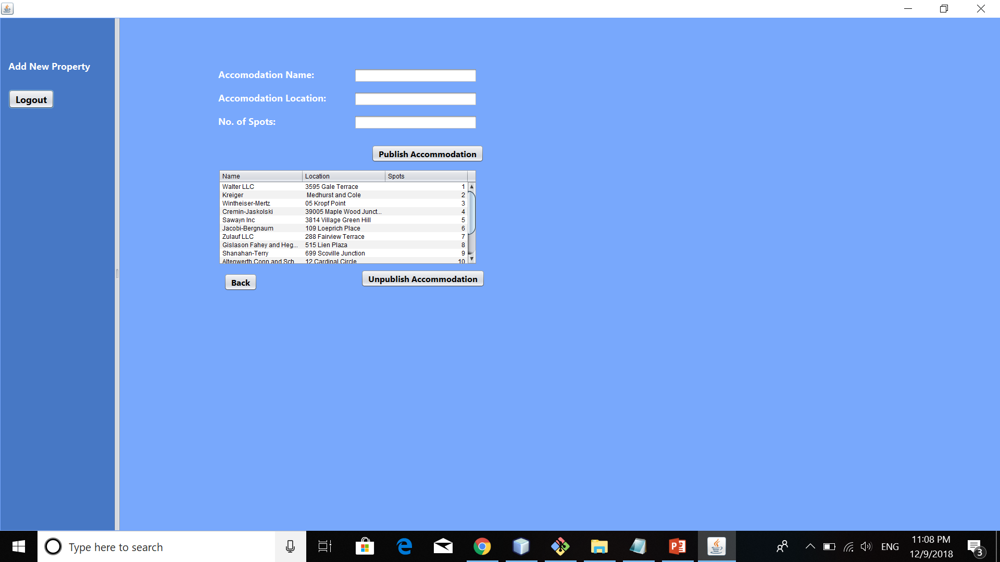 Add New Property
Logout
Accomodation Name:
Accomodation Location:
No. of Spots:
Publish Accommodation
Name Location Spots
Walter LLC 3595 Gale Terrace 1
Kreiger Medhurst and Cole 2
Wintheiser-Mertz 05 Kropf Point 3
Cremin-Jaskolski 39005 Maple Wood Junct... 4
Sawayn Inc 3814 Village Green Hill 5
Jacobi-Bergnaum 109 Loeprich Place 6
Zulauf LLC 288 Fairview Terrace 7
Gislason Fahey and Heg... 515 Lien Plaza 8
Shanahan-Terry 699 Scoville Junction 9
Altenwerth Conn and Sch 12 Cardinal Circle 10
Back
Unpublish Accommodation
Type here to search
ENG
11:08 PM
12/9/2018
3